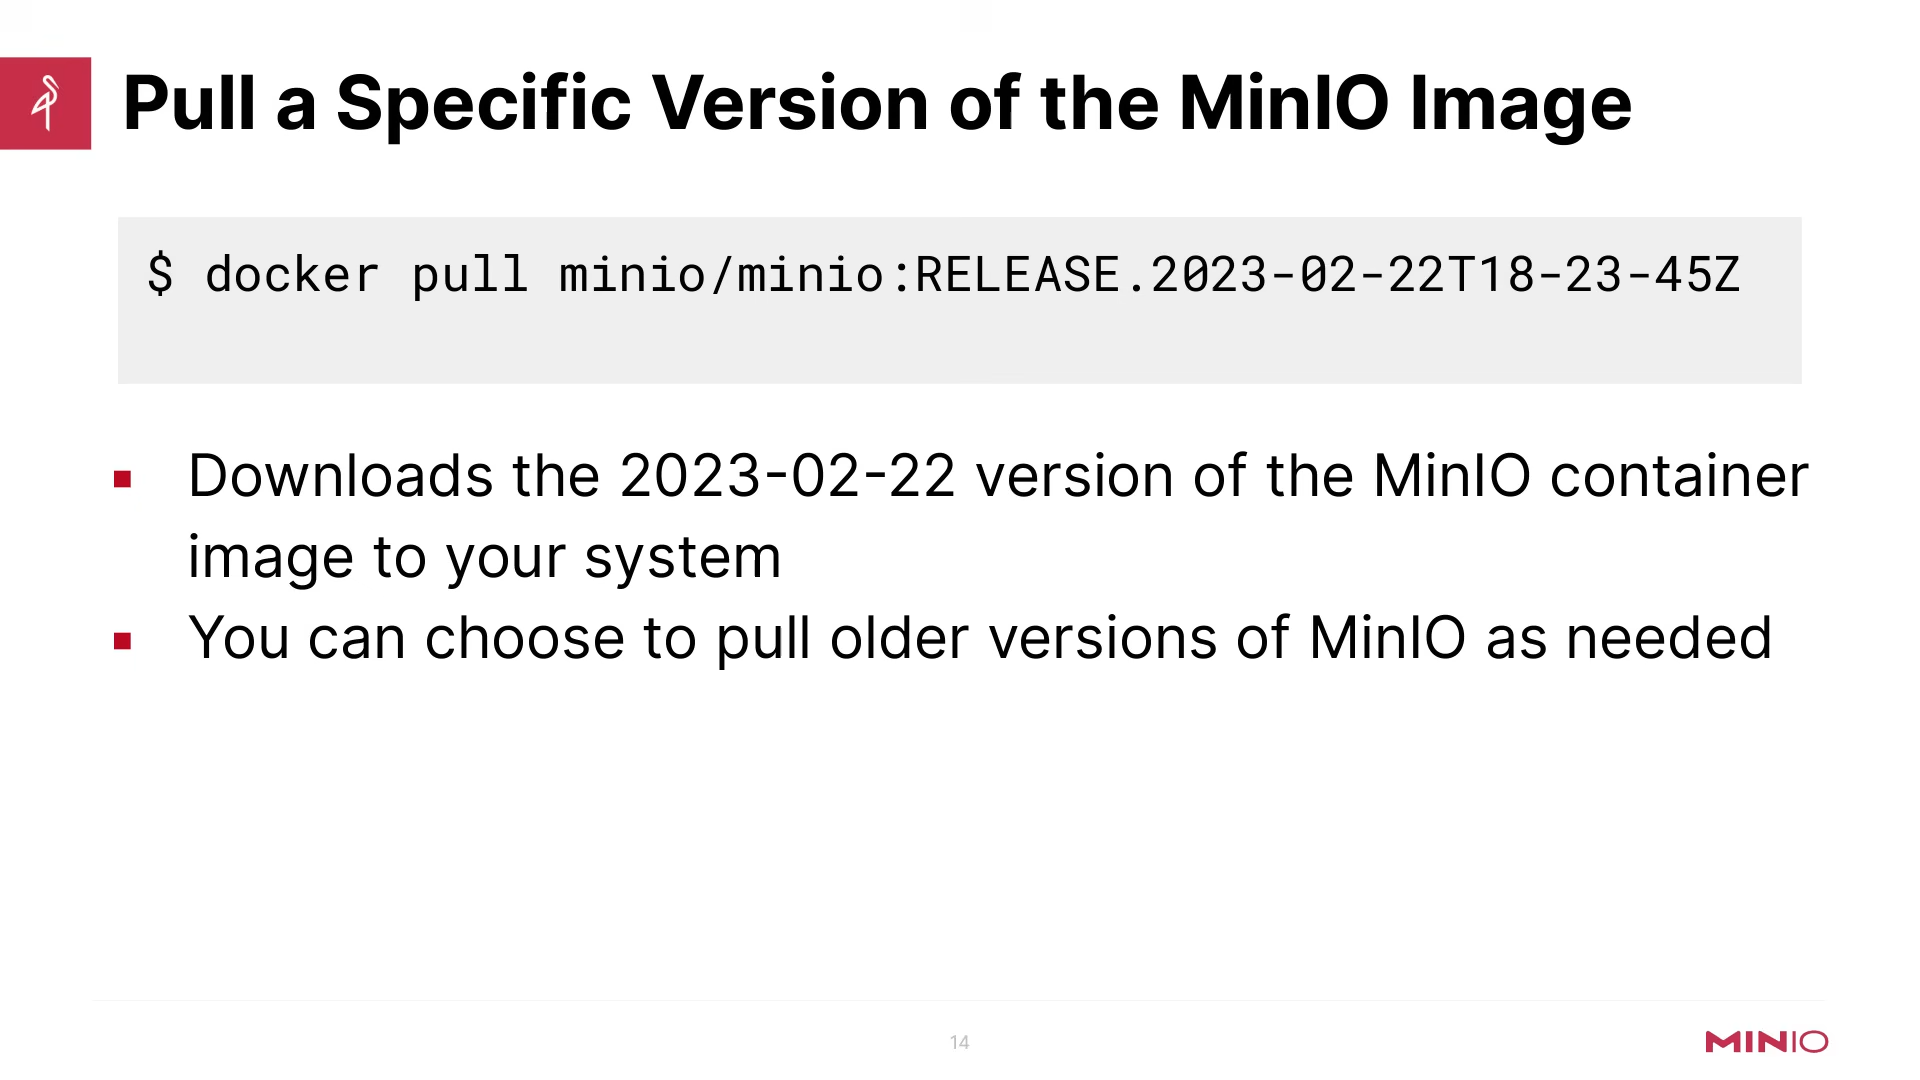 Pull a Specific Version of the MinIO Image
$ docker pull minio/minio:RELEASE.2023-02-22T18-23-45Z
▪ Downloads the 2023-02-22 version of the MinIO container
image to your system
▪ You can choose to pull older versions of MinIO as needed
14
MINIO